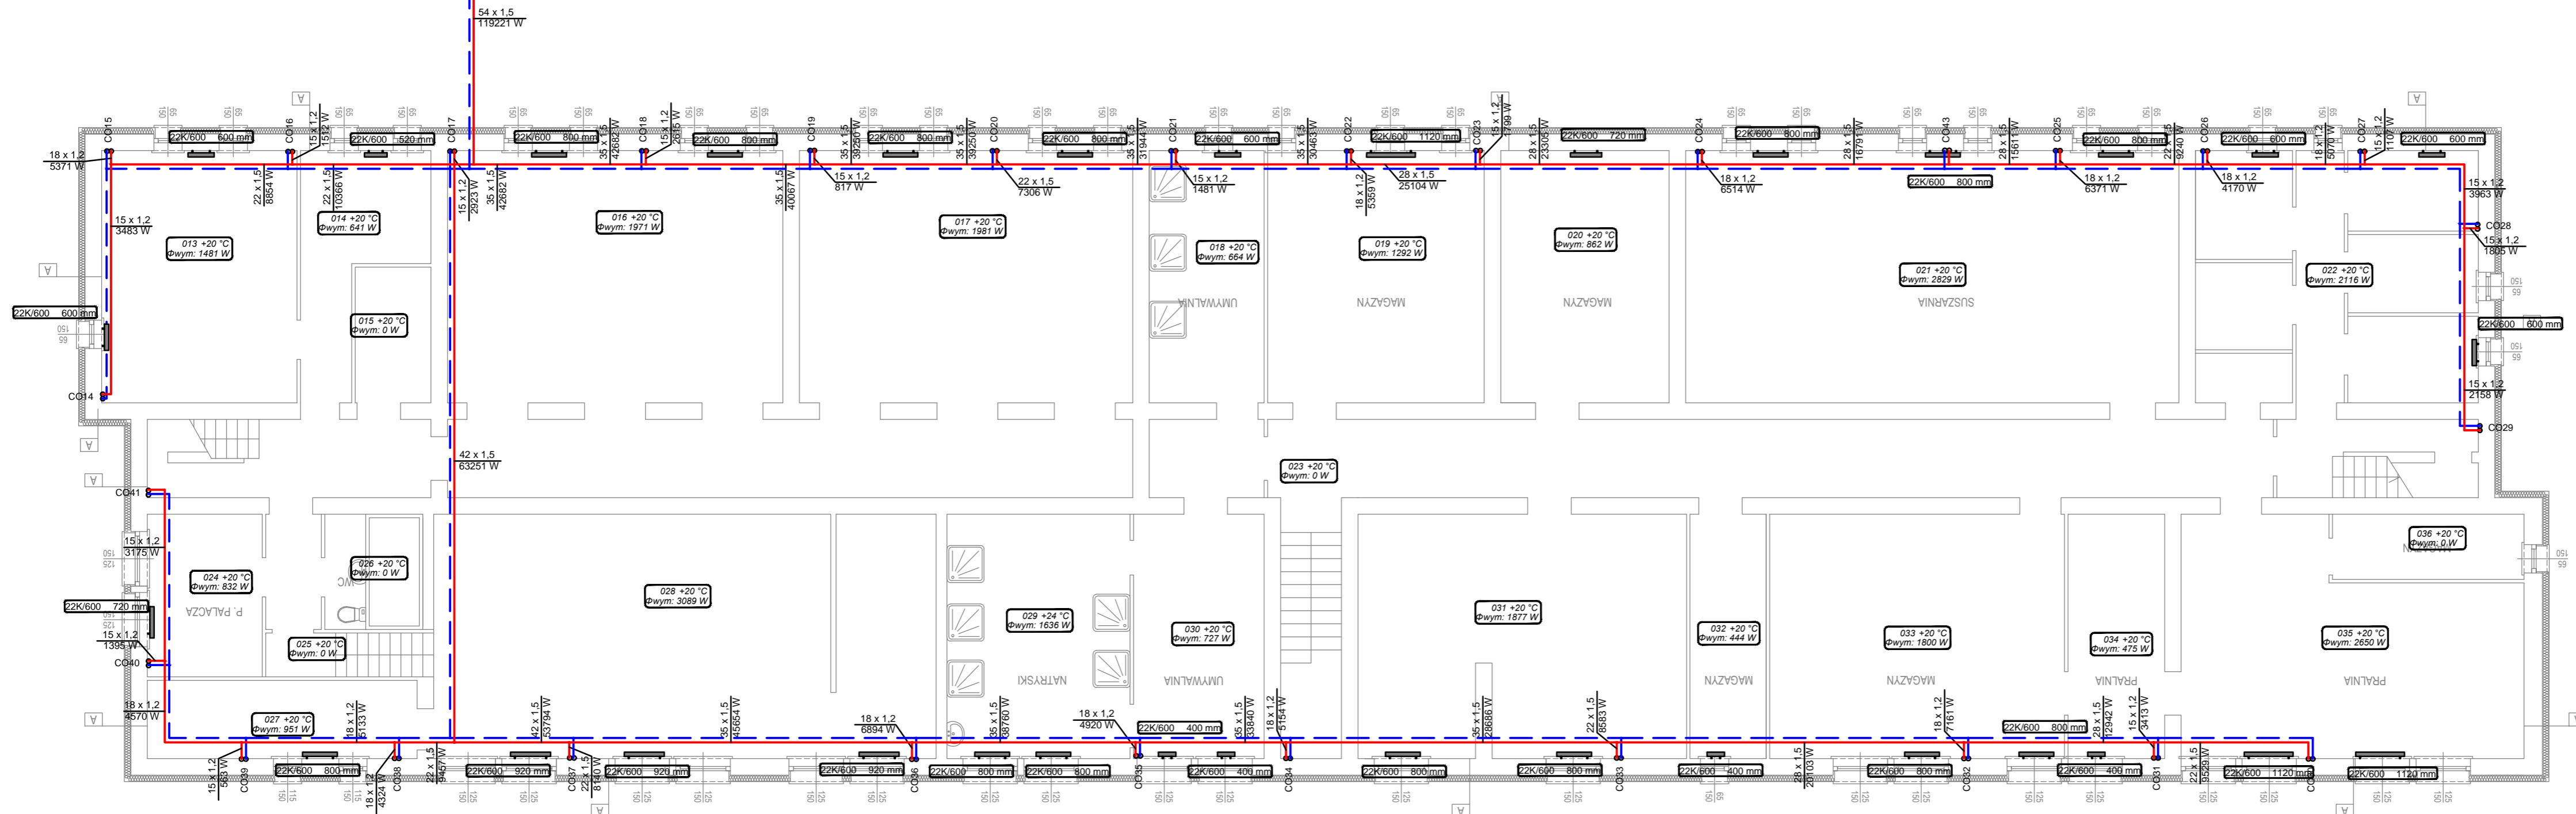 54 x 1,5
119221 W
CO15
CO16
15 x 1,2
1512 W
CO17
CO18
15 x 1,2
2615 W
CO19
CO20
CO21
CO22
CO23
15 x 1,2
1799 W
CO24
CO43
CO25
CO26
CO27
15 x 1,2
1107 W
22K/600 600 mm
22K/600 520 mm
22K/600 800 mm
22K/600 800 mm
22K/600 800 mm
22K/600 800 mm
22K/600 600 mm
22K/600 1120 mm
22K/600 720 mm
22K/600 800 mm
22K/600 800 mm
22K/600 600 mm
22K/600 600 mm
18 x 1,2
5371 W
22 x 1,5
8854 W
22 x 1,5
10366 W
15 x 1,2
2923 W
35 x 1,5
42682 W
35 x 1,5
42682 W
35 x 1,5
40067 W
15 x 1,2
817 W
35 x 1,5
39250 W
35 x 1,5
39250 W
22 x 1,5
7306 W
35 x 1,5
31944 W
15 x 1,2
1481 W
35 x 1,5
30463 W
18 x 1,2
5359 W
28 x 1,5
25104 W
28 x 1,5
23305 W
18 x 1,2
6514 W
28 x 1,5
16791 W
22K/600 800 mm
28 x 1,5
15611 W
18 x 1,2
6371 W
22 x 1,5
9240 W
18 x 1,2
4170 W
18 x 1,2
5070 W
15 x 1,2
3963 W
CO28
15 x 1,2
1805 W
15 x 1,2
3483 W
013 +20 °C
Φwym: 1481 W
014 +20 °C
Φwym: 641 W
015 +20 °C
Φwym: 0 W
016 +20 °C
Φwym: 1971 W
017 +20 °C
Φwym: 1981 W
018 +20 °C
Φwym: 664 W
UMYWALNIA
019 +20 °C
Φwym: 1292 W
MAGAZYN
020 +20 °C
Φwym: 862 W
MAGAZYN
021 +20 °C
Φwym: 2829 W
SUSZARNIA
022 +20 °C
Φwym: 2116 W
22K/600 600 mm
22K/600 600 mm
CO14
15 x 1,2
2158 W
CO29
42 x 1,5
63251 W
023 +20 °C
Φwym: 0 W
CO41
15 x 1,2
3175 W
024 +20 °C
Φwym: 832 W
P. PALACZA
026 +20 °C
Φwym: 0 W
WC
025 +20 °C
Φwym: 0 W
028 +20 °C
Φwym: 3089 W
029 +24 °C
Φwym: 1636 W
NATRYSKI
030 +20 °C
Φwym: 727 W
UMYWALNIA
031 +20 °C
Φwym: 1877 W
032 +20 °C
Φwym: 444 W
MAGAZYN
033 +20 °C
Φwym: 1800 W
MAGAZYN
034 +20 °C
Φwym: 475 W
PRALNIA
035 +20 °C
Φwym: 2650 W
PRALNIA
036 +20 °C
Φwym: 0 W
MAGAZYN
22K/600 720 mm
15 x 1,2
1395 W
CO40
18 x 1,2
4570 W
027 +20 °C
Φwym: 951 W
18 x 1,2
5133 W
42 x 1,5
53794 W
35 x 1,5
45654 W
18 x 1,2
6894 W
35 x 1,5
38760 W
18 x 1,2
4920 W
22K/600 400 mm
35 x 1,5
33840 W
18 x 1,2
5154 W
35 x 1,5
28686 W
22 x 1,5
8583 W
18 x 1,2
7161 W
22K/600 800 mm
28 x 1,5
12942 W
15 x 1,2
3413 W
15 x 1,2
563 W
CO39
22K/600 800 mm
18 x 1,2
4324 W
CO38
22 x 1,5
9457 W
22K/600 920 mm
CO37
22 x 1,5
8140 W
22K/600 920 mm
22K/600 920 mm
CO36
22K/600 800 mm
22K/600 800 mm
CO35
22K/600 400 mm
CO34
22K/600 800 mm
22K/600 800 mm
CO33
22K/600 400 mm
28 x 1,5
20103 W
22K/600 800 mm
CO32
22K/600 400 mm
CO31
22 x 1,5
9529 W
22K/600 1120 mm
22K/600 1120 mm